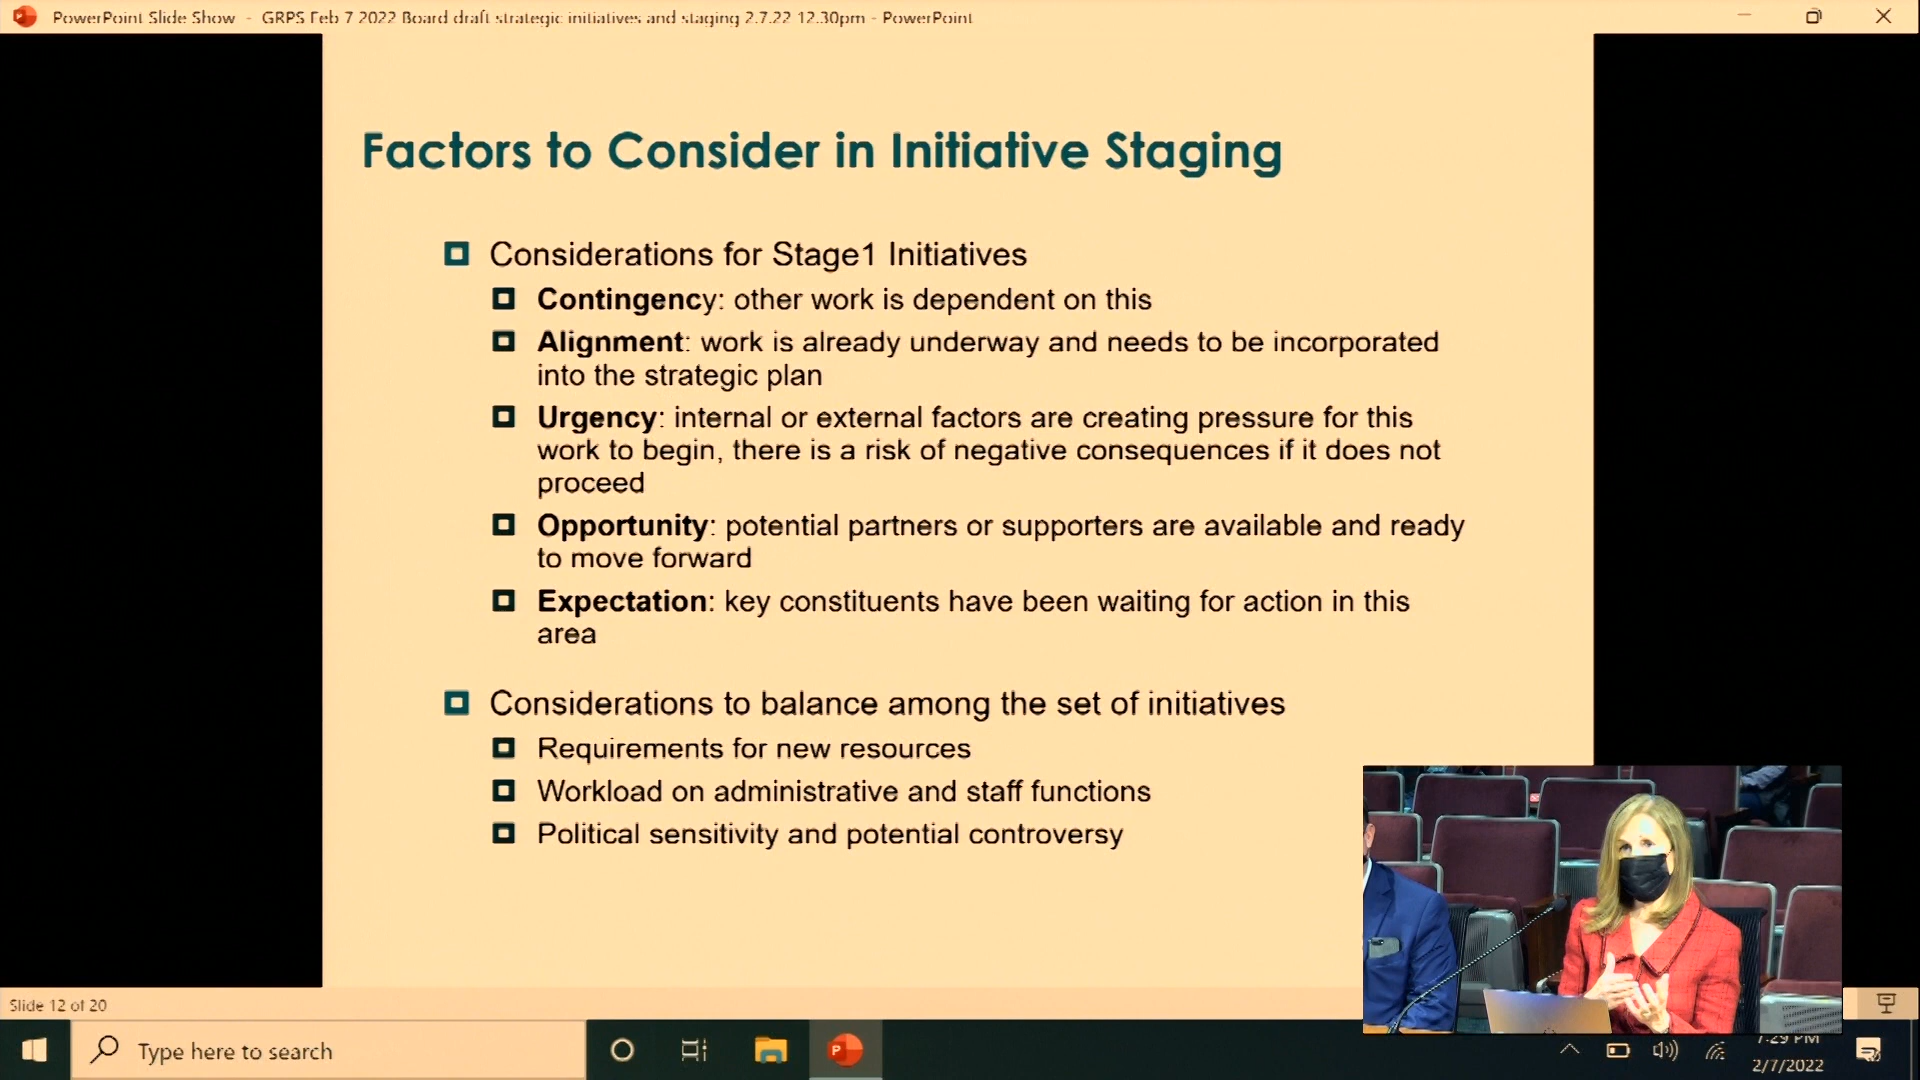 PowerPoint Slide Show - GRPS Feb 7 2022 Board draft strategic initiatives and staging 2.7.22 12.30pm - PowerPoint
Factors to Consider in Initiative Staging
Considerations for Stage1 Initiatives
Contingency: other work is dependent on this
Alignment: work is already underway and needs to be incorporated
into the strategic plan
Urgency: internal or external factors are creating pressure for this
work to begin, there is a risk of negative consequences if it does not
proceed
Opportunity: potential partners or supporters are available and ready
to move forward
Expectation: key constituents have been waiting for action in this
area
Considerations to balance among the set of initiatives
Requirements for new resources
Workload on administrative and staff functions
Political sensitivity and potential controversy
Slide 12 of 20
Type here to search
7:29 PM
2/7/2022